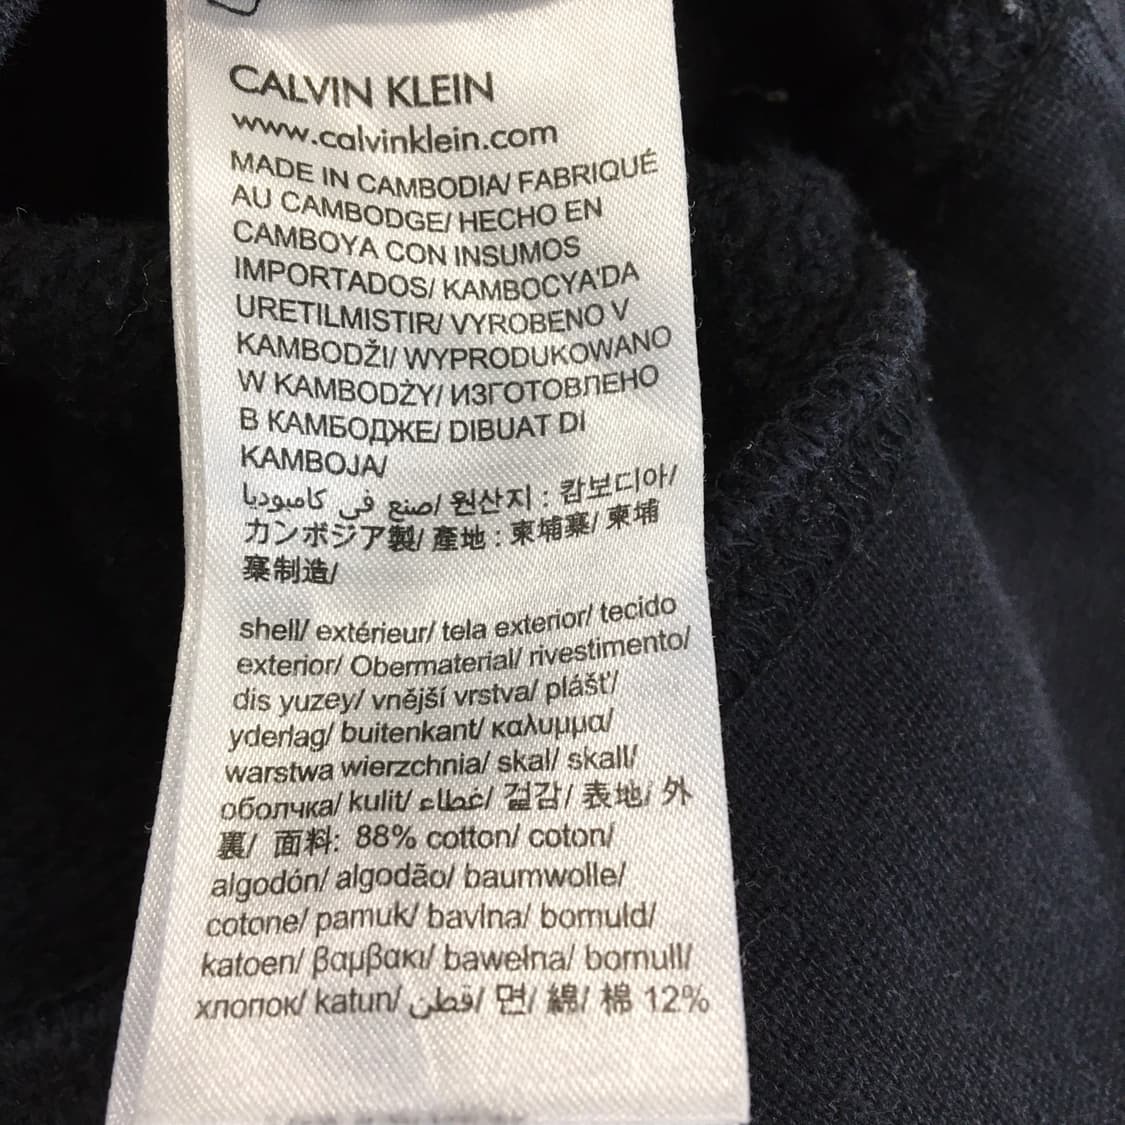 CALVIN KLEIN
www.calvinklein.com
MADE IN CAMBODIA/ FABRIQUÉ
AU CAMBODGE/ HECHO EN
CAMBOYA CON INSUMOS
IMPORTADOS/ KAMBOCYA'DA
URETILMISTIR/ VYROBENO V
KAMBODŽI/ WYPRODUKOWANO
W KAMBODŻY/ ИЗГОТОВЛЕНО
В КАМБОДЖЕ/ DIBUAT DI
KAMBOJA/
صنع في كامبوديا/ 원산지 : 캄보디아/
カンボジア製/ 產地 : 柬埔寨/ 柬埔
寨制造/
shell/ extérieur/ tela exterior/ tecido
exterior/ Obermaterial/ rivestimento/
dis yuzey/ vnější vrstva/ plášť/
yderlag/ buitenkant/ καλυμμα/
warstwa wierzchnia/ skal/ skall/
оболчка/ kulit/ غطاء/ 겉감/ 表地/ 外
裏/ 面料: 88% cotton/ coton/
algodón/ algodão/ baumwolle/
cotone/ pamuk/ bavlna/ bomuld/
katoen/ βαμβακι/ bawełna/ bomull/
хлопок/ katun/ قطن/ 면/ 綿/ 棉 12%